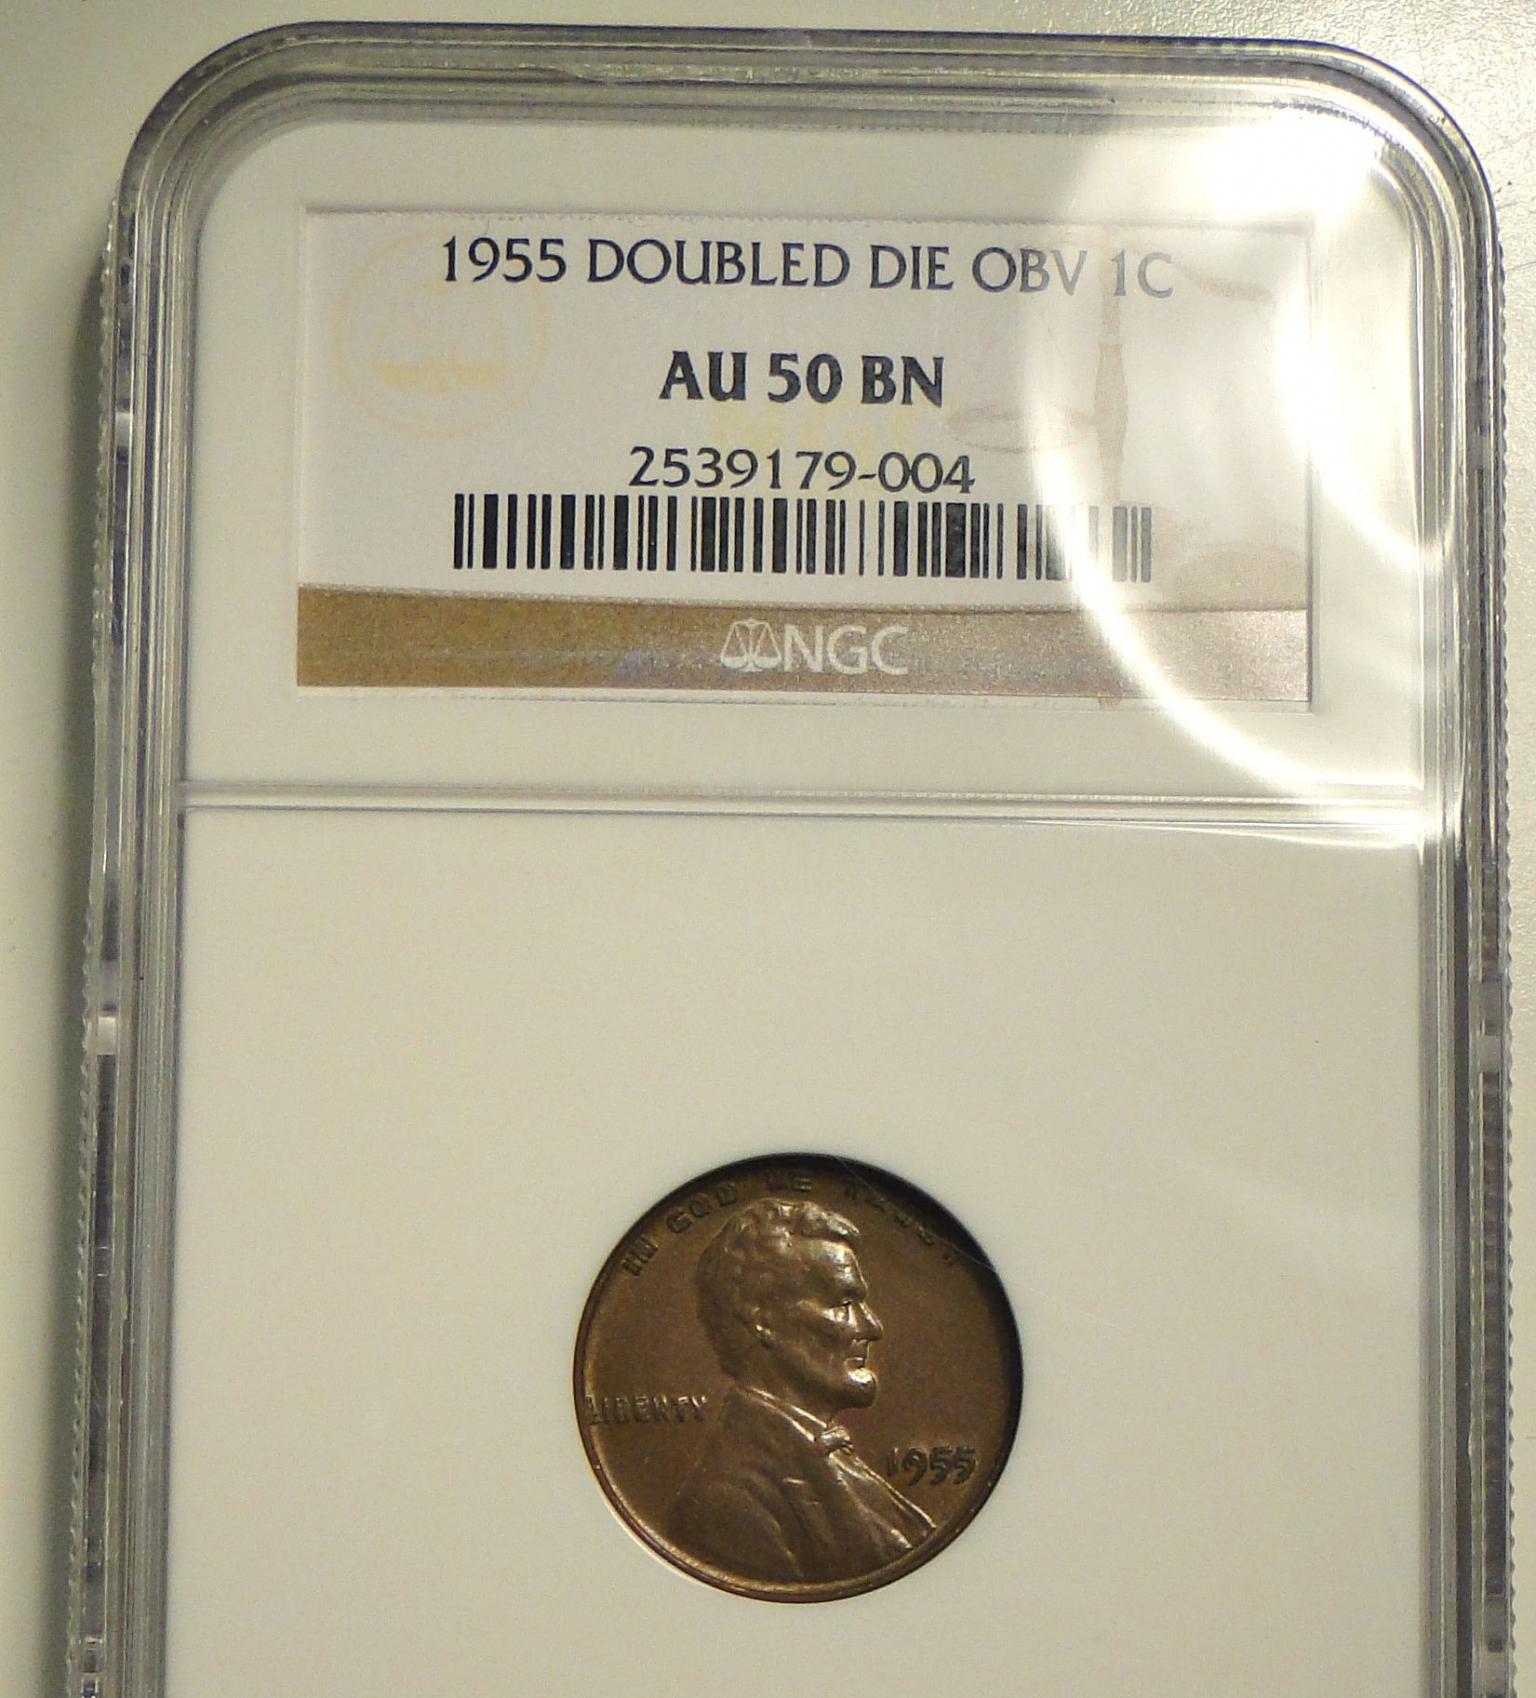 1955 DOUBLED DIE OBV 1C
AU 50 BN
2539179-004
NGC
IN GOD WE TRUST
LIBERTY
1955